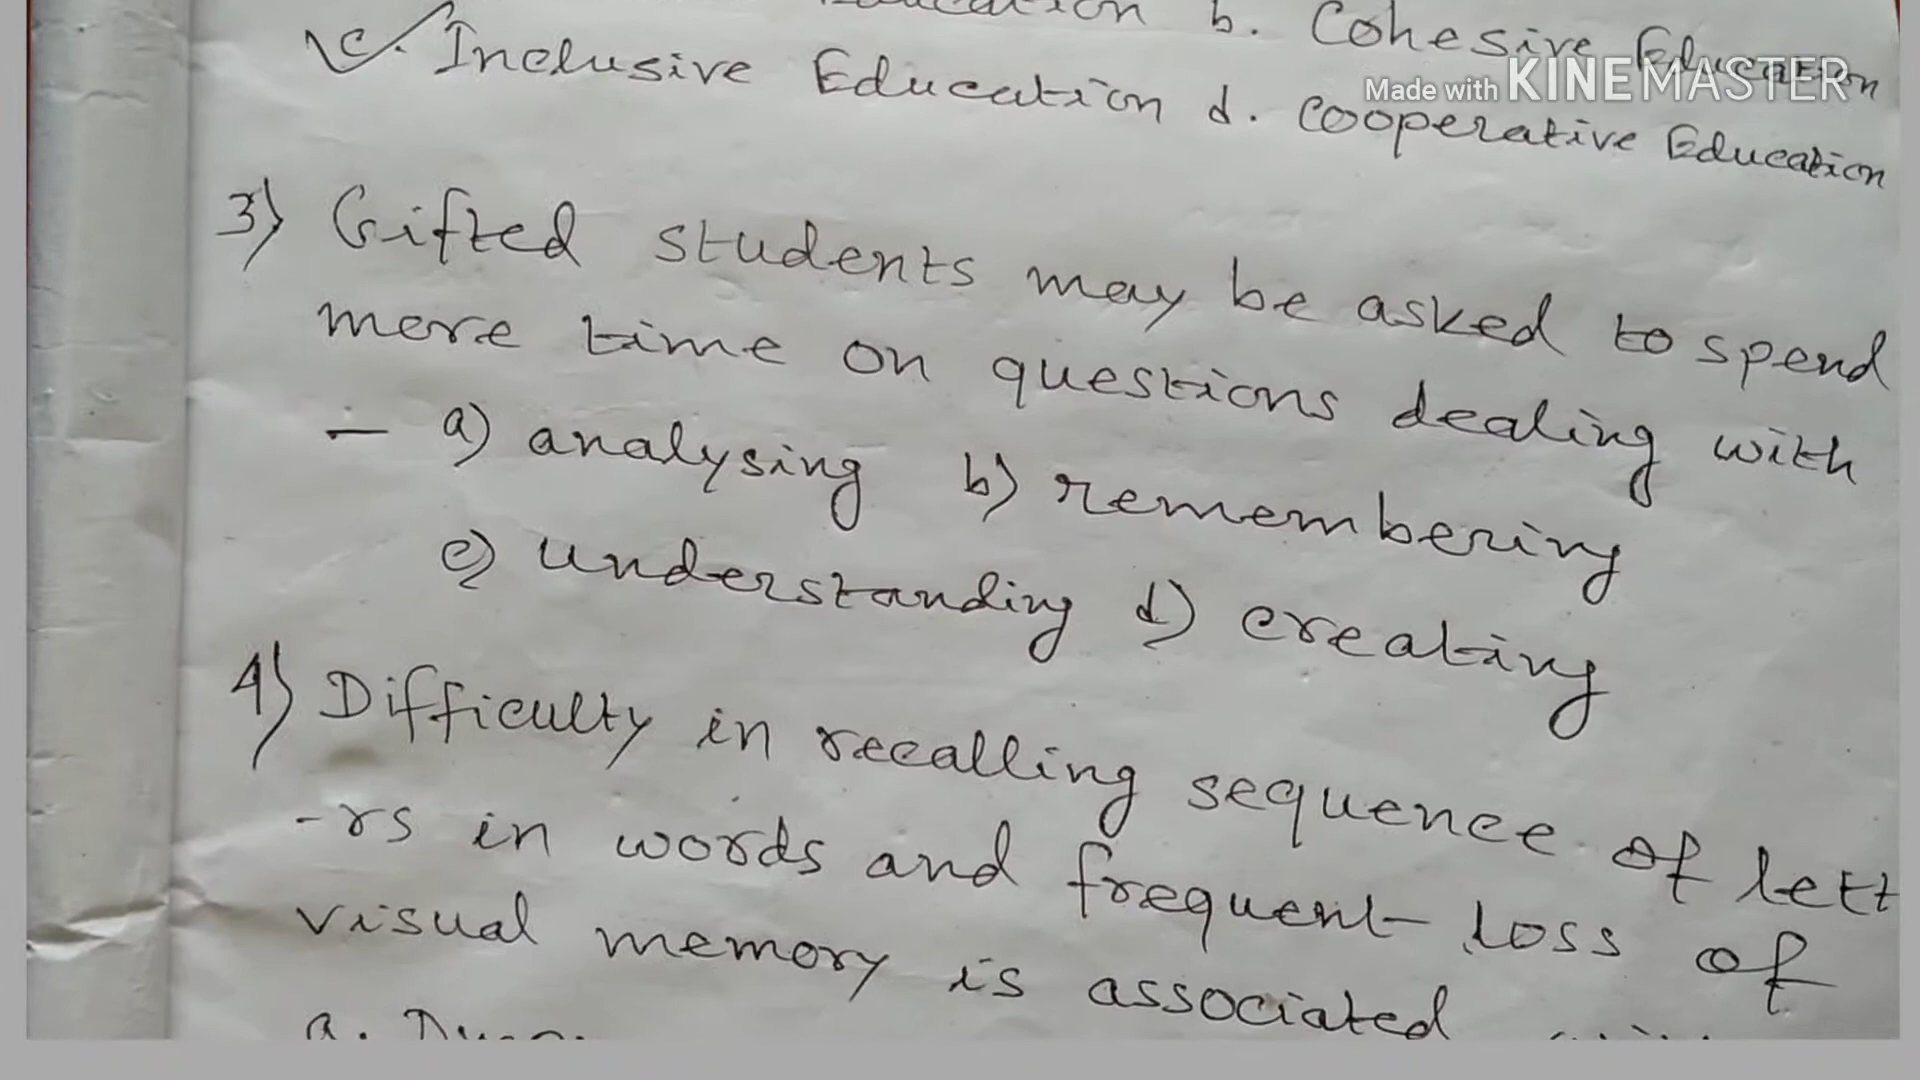 b. Cohesive Education
c. Inclusive Education d. Cooperative Education
Made with KINEMASTER
3) Gifted students may be asked to spend
more time on questions dealing with
— a) analysing b) remembering
c) understanding d) creating
4) Difficulty in recalling sequence of lett
-rs in words and frequent loss of
visual memory is associated
a.